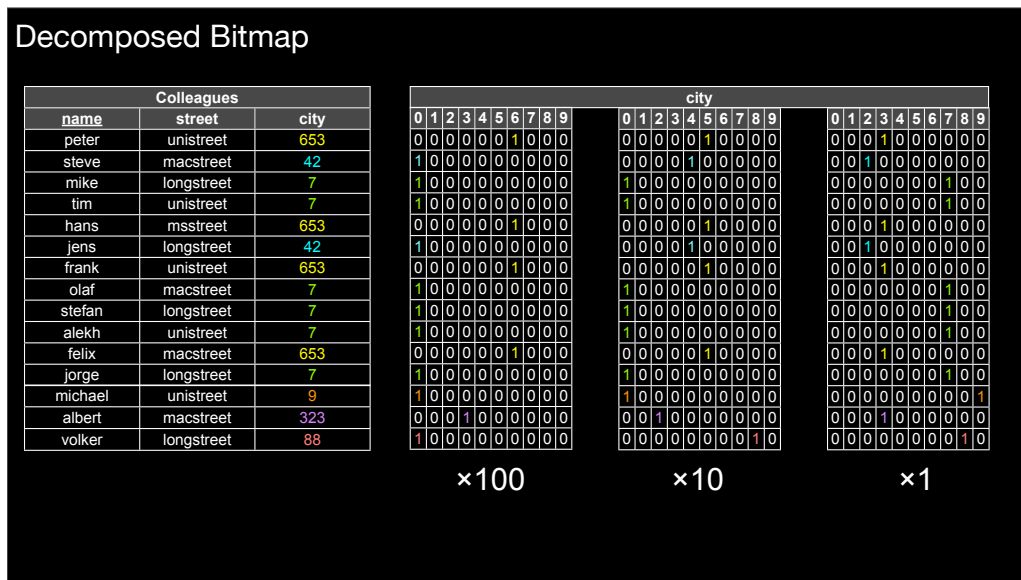 Decomposed Bitmap
Colleagues city
name street city 0 1 2 3 4 5 6 7 8 9 0 1 2 3 4 5 6 7 8 9 0 1 2 3 4 5 6 7 8 9
peter unistreet 653 0 0 0 0 0 0 1 0 0 0 0 0 0 0 0 1 0 0 0 0 0 0 0 1 0 0 0 0 0 0
steve macstreet 42 1 0 0 0 0 0 0 0 0 0 0 0 0 0 1 0 0 0 0 0 0 0 1 0 0 0 0 0 0 0
mike longstreet 7 1 0 0 0 0 0 0 0 0 0 1 0 0 0 0 0 0 0 0 0 0 0 0 0 0 0 0 1 0 0
tim unistreet 7 1 0 0 0 0 0 0 0 0 0 1 0 0 0 0 0 0 0 0 0 0 0 0 0 0 0 0 1 0 0
hans msstreet 653 0 0 0 0 0 0 1 0 0 0 0 0 0 0 0 1 0 0 0 0 0 0 0 1 0 0 0 0 0 0
jens longstreet 42 1 0 0 0 0 0 0 0 0 0 0 0 0 0 1 0 0 0 0 0 0 0 1 0 0 0 0 0 0 0
frank unistreet 653 0 0 0 0 0 0 1 0 0 0 0 0 0 0 0 1 0 0 0 0 0 0 0 1 0 0 0 0 0 0
olaf macstreet 7 1 0 0 0 0 0 0 0 0 0 1 0 0 0 0 0 0 0 0 0 0 0 0 0 0 0 0 1 0 0
stefan longstreet 7 1 0 0 0 0 0 0 0 0 0 1 0 0 0 0 0 0 0 0 0 0 0 0 0 0 0 0 1 0 0
alekh unistreet 7 1 0 0 0 0 0 0 0 0 0 1 0 0 0 0 0 0 0 0 0 0 0 0 0 0 0 0 1 0 0
felix macstreet 653 0 0 0 0 0 0 1 0 0 0 0 0 0 0 0 1 0 0 0 0 0 0 0 1 0 0 0 0 0 0
jorge longstreet 7 1 0 0 0 0 0 0 0 0 0 1 0 0 0 0 0 0 0 0 0 0 0 0 0 0 0 0 1 0 0
michael unistreet 9 1 0 0 0 0 0 0 0 0 0 1 0 0 0 0 0 0 0 0 0 0 0 0 0 0 0 0 0 0 1
albert macstreet 323 0 0 0 1 0 0 0 0 0 0 0 0 1 0 0 0 0 0 0 0 0 0 0 1 0 0 0 0 0 0
volker longstreet 88 1 0 0 0 0 0 0 0 0 0 0 0 0 0 0 0 0 0 1 0 0 0 0 0 0 0 0 0 1 0
×100 ×10 ×1